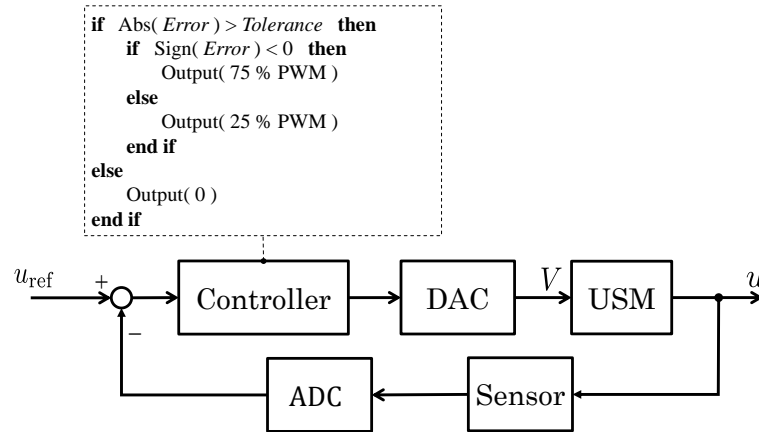 if Abs( Error ) > Tolerance then
if Sign( Error ) < 0 then
Output( 75 % PWM )
else
Output( 25 % PWM )
end if
else
Output( 0 )
end if
u_ref
+
−
Controller
DAC
V
USM
u
ADC
Sensor